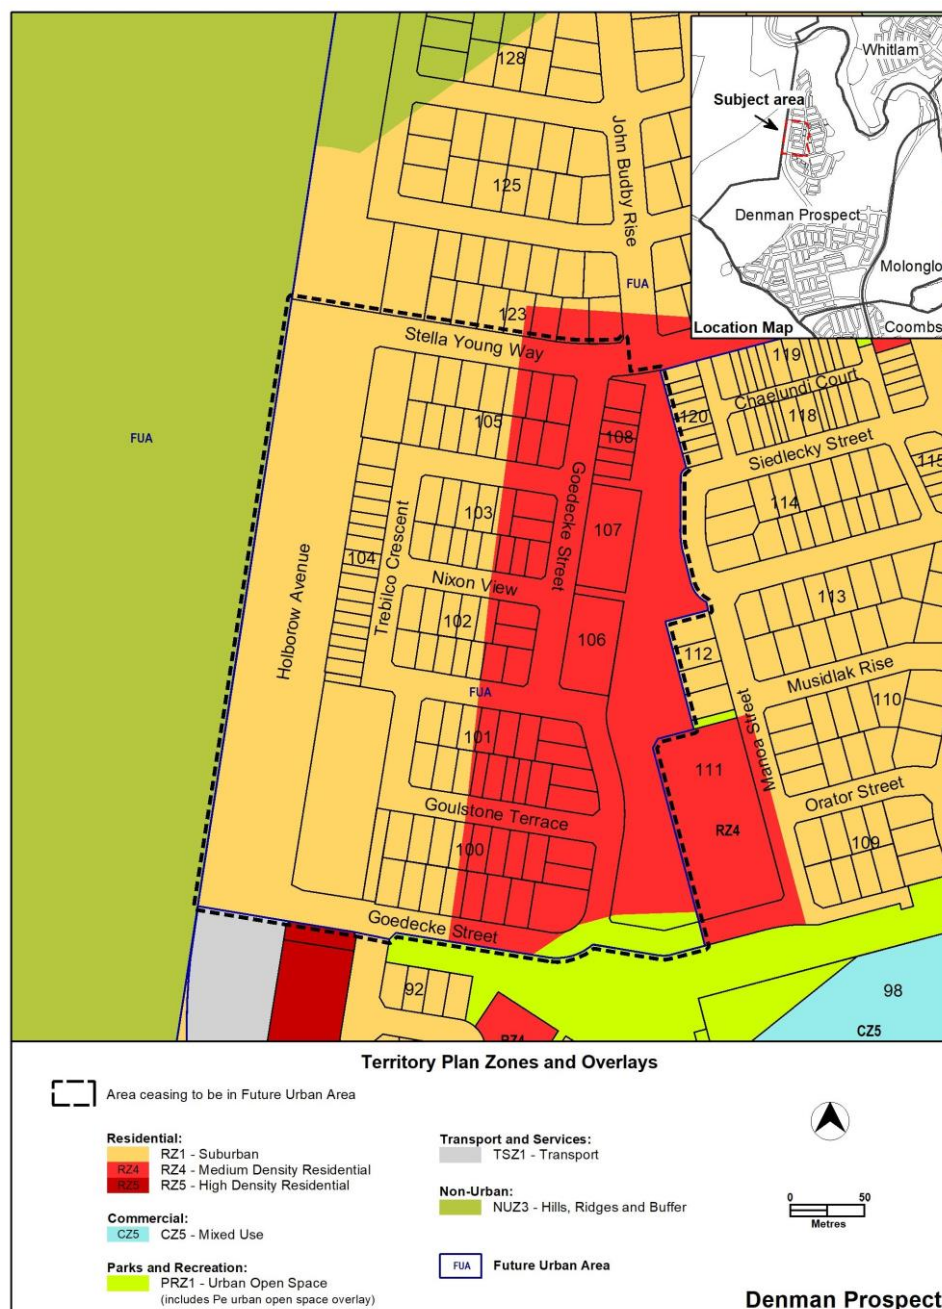 128
John Budby Rise
125
FUA
123
Stella Young Way
Whitlam
Subject area
Denman Prospect
Molonglo
Location Map
Coombs
119
Chaelundi Court
120
118
Siedlecky Street
115
105
108
Goedecke Street
114
FUA
103
107
104
Trebilco Crescent
Nixon View
Holborow Avenue
102
106
113
112
Musidlak Rise
FUA
110
101
111
Manoa Street
Goulstone Terrace
Orator Street
RZ4
100
109
Goedecke Street
92
98
RZ4
CZ5
Territory Plan Zones and Overlays
Area ceasing to be in Future Urban Area
Residential:
RZ1 - Suburban
RZ4 RZ4 - Medium Density Residential
RZ5 RZ5 - High Density Residential
Commercial:
CZ5 CZ5 - Mixed Use
Parks and Recreation:
PRZ1 - Urban Open Space
(includes Pe urban open space overlay)
Transport and Services:
TSZ1 - Transport
Non-Urban:
NUZ3 - Hills, Ridges and Buffer
FUA Future Urban Area
0 50
Metres
Denman Prospect